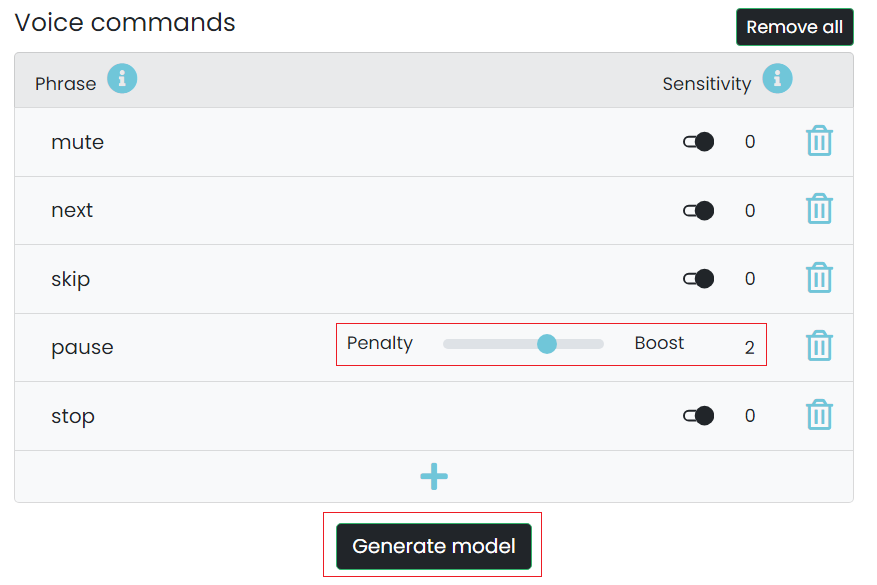 Voice commands Remove all
Phrase Sensitivity
mute 0
next 0
skip 0
pause Penalty Boost 2
stop 0
Generate model